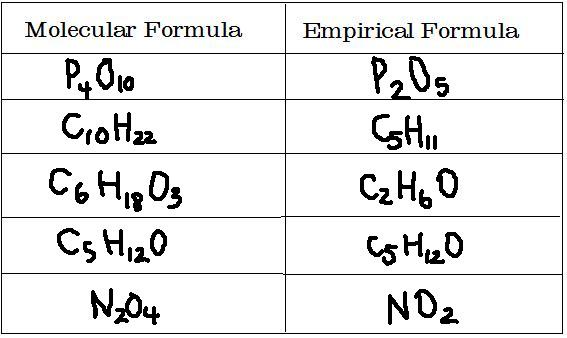 Molecular Formula Empirical Formula
P₄O₁₀ P₂O₅
C₁₀H₂₂ C₅H₁₁
C₆H₁₈O₃ C₂H₆O
C₅H₁₂O C₅H₁₂O
N₂O₄ NO₂